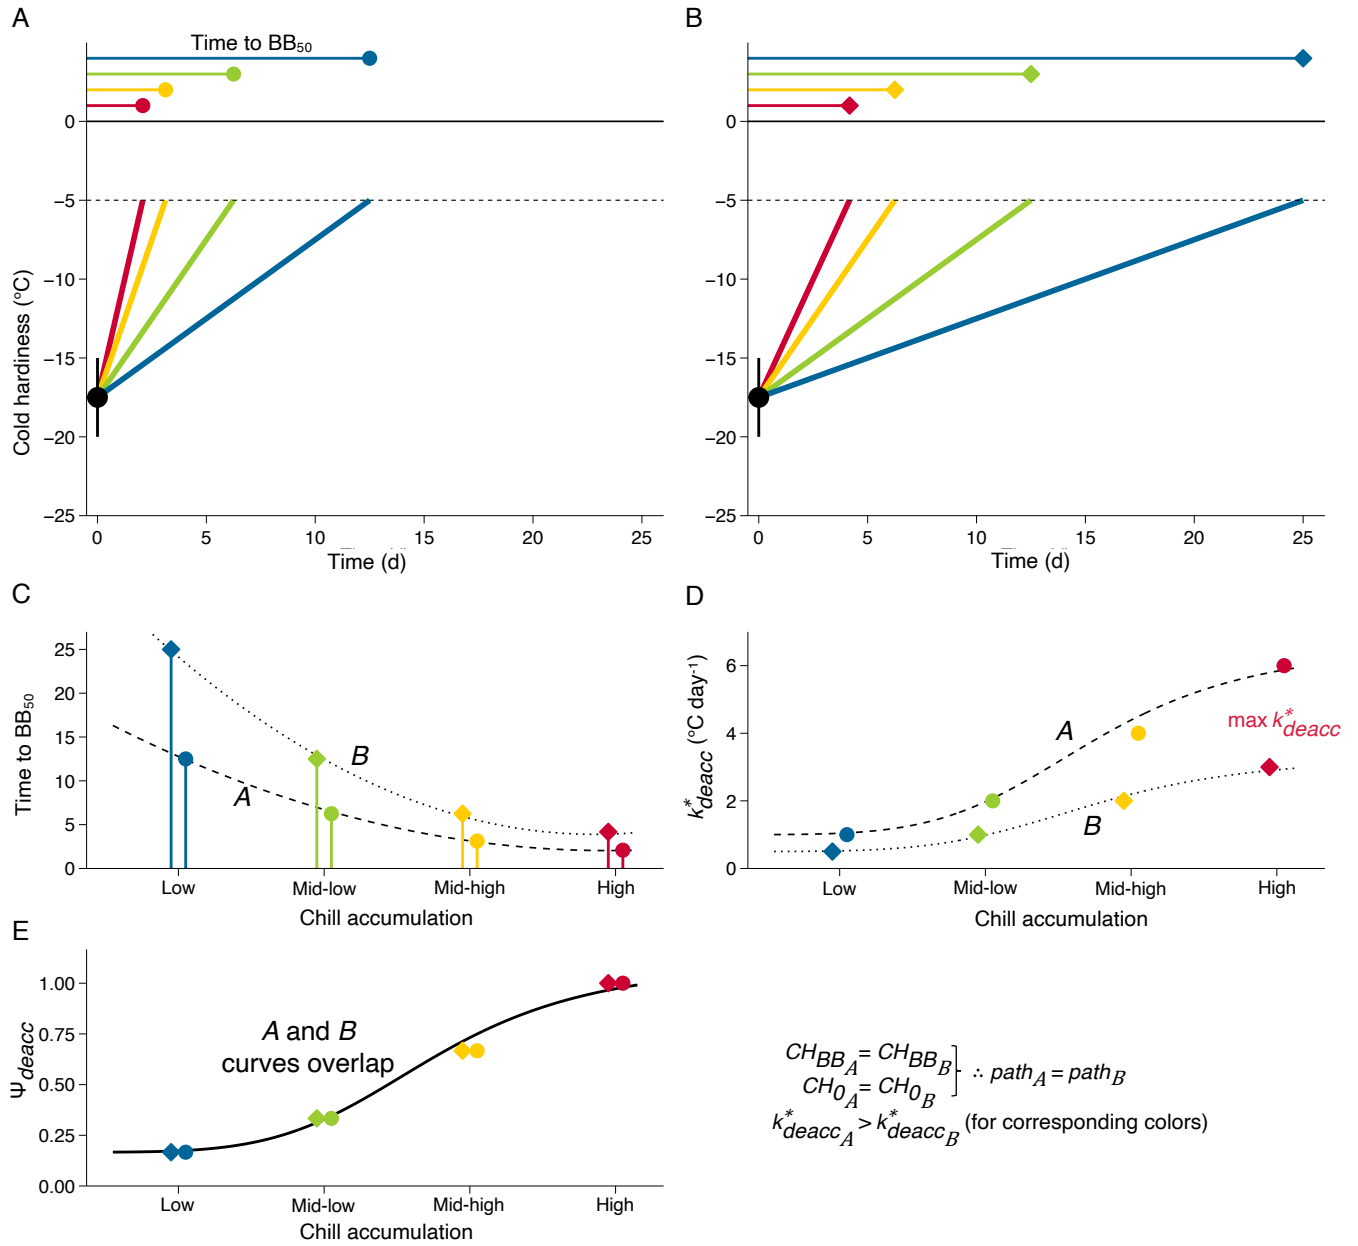 A
Time to BB50
0
−5
−10
−15
−20
−25
Cold hardiness (°C)
0 5 10 15 20 25
Time (d)
B
0
−5
−10
−15
−20
−25
0 5 10 15 20 25
Time (d)
C
25
20
15
10
5
0
Time to BB50
B
A
Low Mid-low Mid-high High
Chill accumulation
D
6
4
2
0
k*deacc (°C day-1)
A
max k*deacc
B
Low Mid-low Mid-high High
Chill accumulation
E
1.00
0.75
0.50
0.25
0.00
Ψdeacc
A and B
curves overlap
Low Mid-low Mid-high High
Chill accumulation
CHBBA = CHBBB
CH0A = CH0B
∴ pathA = pathB
k*deaccA > k*deaccB (for corresponding colors)